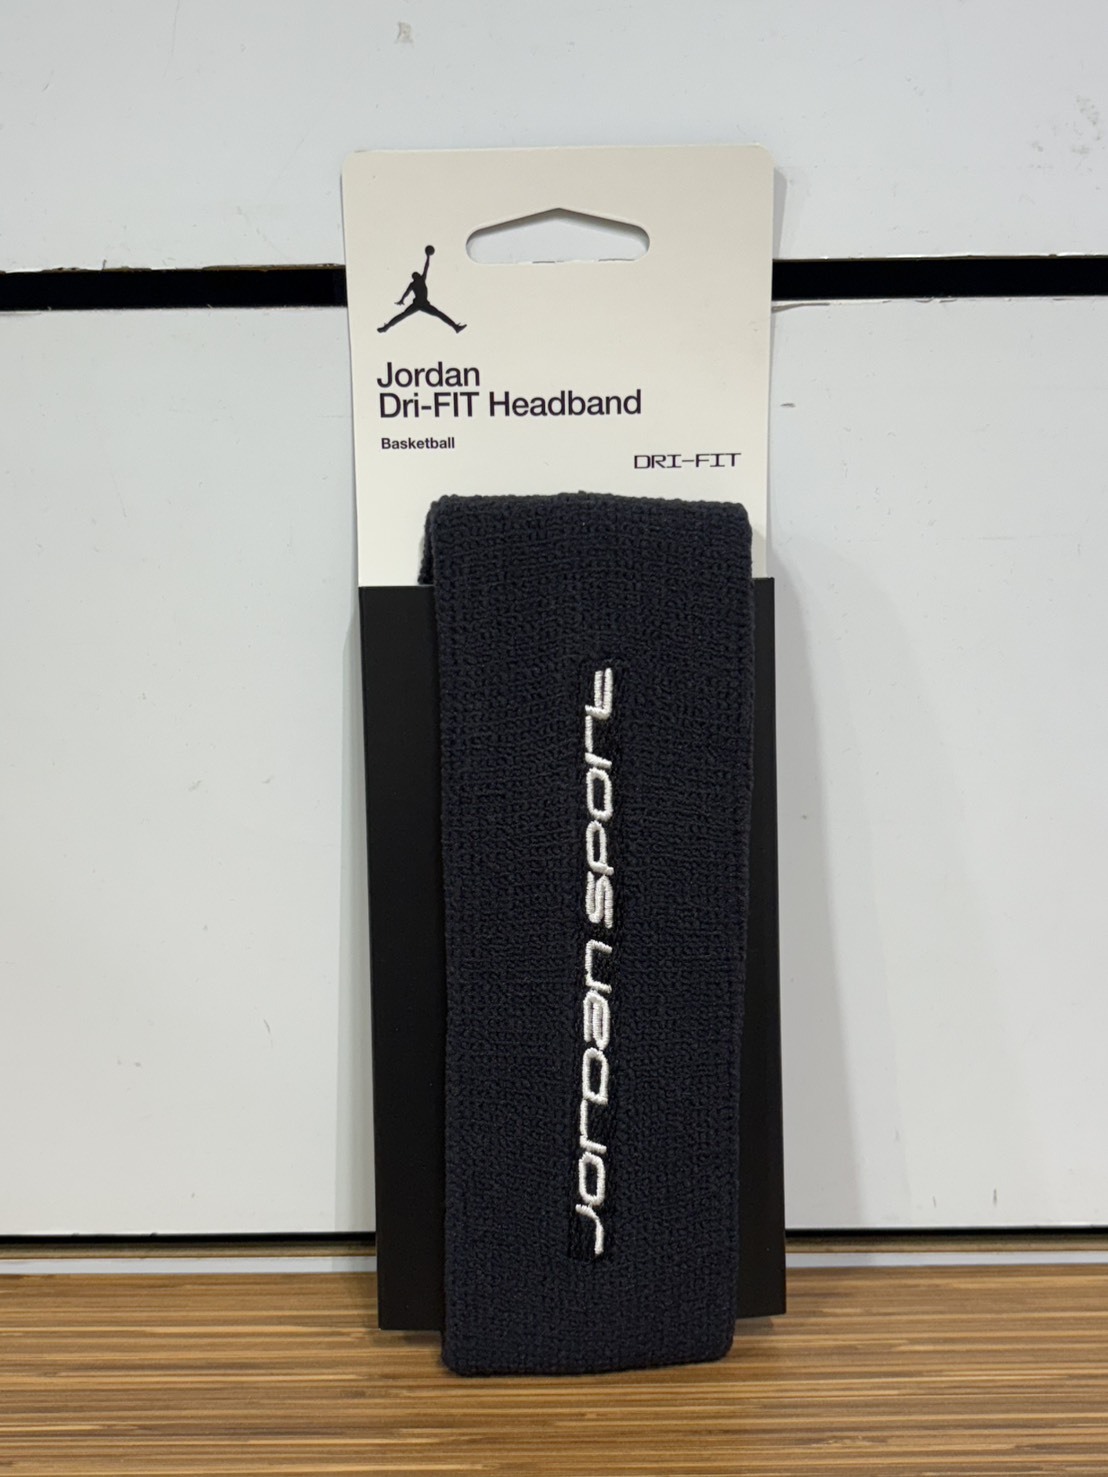 Jordan
Dri-FIT Headband
Basketball
DRI-FIT
JORDAN SPORT